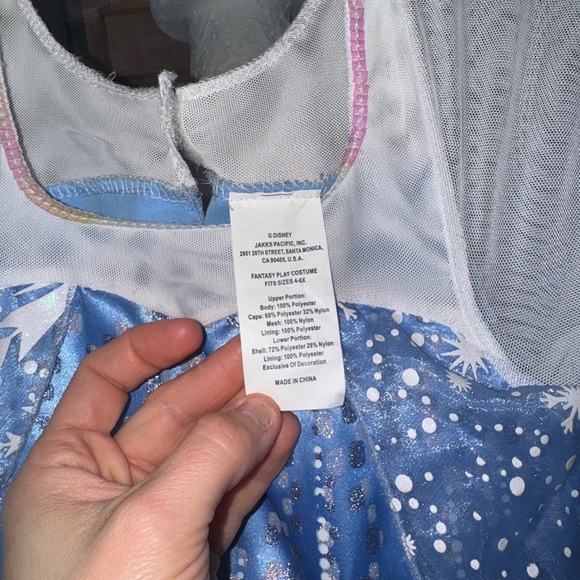 © DISNEY
JAKKS PACIFIC, INC.
2951 28TH STREET, SANTA MONICA,
CA 90405, U.S.A.
FANTASY PLAY COSTUME
FITS SIZES 4-6X
Upper Portion:
Body: 100% Polyester
Cape: 68% Polyester 32% Nylon
Mesh: 100% Nylon
Lining: 100% Polyester
Lower Portion:
Shell: 72% Polyester 28% Nylon
Lining: 100% Polyester
Exclusive Of Decoration
MADE IN CHINA